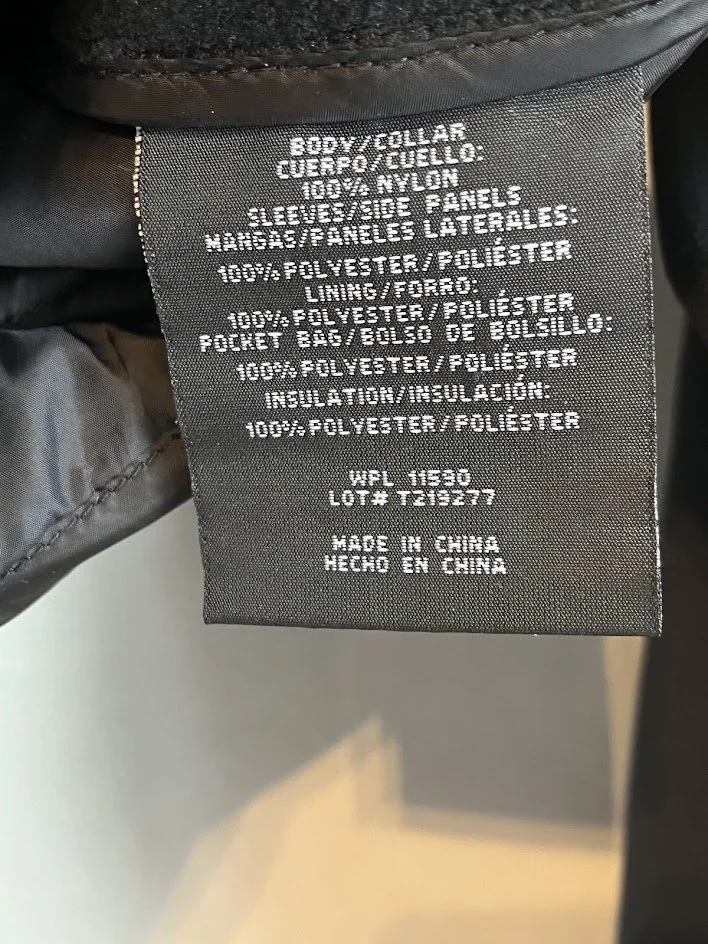 BODY/COLLAR
CUERPO/CUELLO:
100% NYLON
SLEEVES/SIDE PANELS
MANGAS/PANELES LATERALES:
100% POLYESTER/POLIÉSTER
LINING/FORRO:
100% POLYESTER/POLIÉSTER
POCKET BAG/BOLSO DE BOLSILLO:
100% POLYESTER/POLIÉSTER
INSULATION/INSULACIÓN:
100% POLYESTER/POLIÉSTER
WPL 11590
LOT# T219277
MADE IN CHINA
HECHO EN CHINA